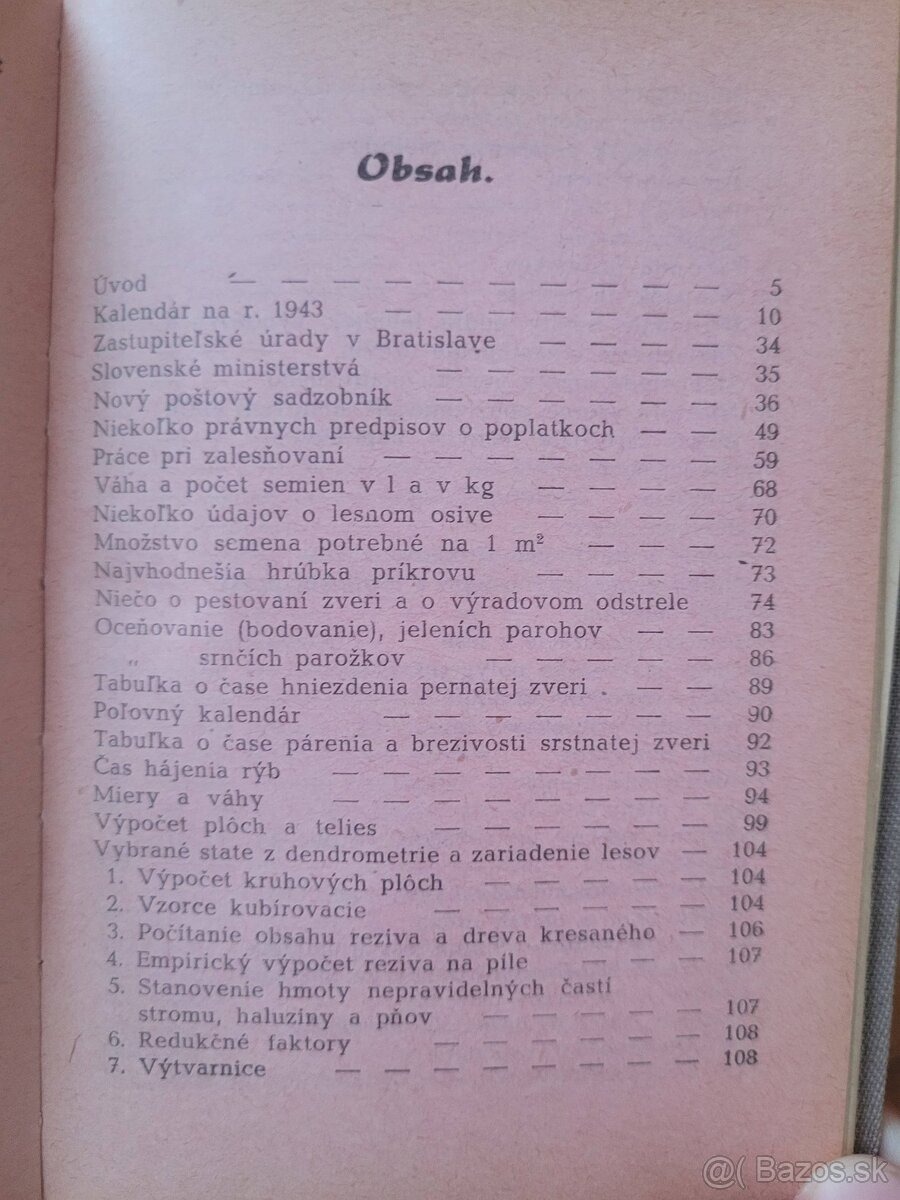 Obsah.
Úvod — — — — — — — — — — 5
Kalendár na r. 1943 — — — — — — — 10
Zastupiteľské úrady v Bratislave — — — — 34
Slovenské ministerstvá — — — — — — 35
Nový poštový sadzobník — — — — — — 36
Niekoľko právnych predpisov o poplatkoch — — 49
Práce pri zalesňovaní — — — — — — — 59
Váha a počet semien v l a v kg — — — — 68
Niekoľko údajov o lesnom osive — — — — 70
Množstvo semena potrebné na 1 m² — — — 72
Najvhodnešia hrúbka príkrovu — — — — 73
Niečo o pestovaní zveri a o výradovom odstrele 74
Oceňovanie (bodovanie), jeleních parohov — — 83
„ srnčích parožkov — — — — — 86
Tabuľka o čase hniezdenia pernatej zveri . — — 89
Poľovný kalendár — — — — — — — 90
Tabuľka o čase párenia a brezivosti srstnatej zveri 92
Čas hájenia rýb — — — — — — — — 93
Miery a váhy — — — — — — — — 94
Výpočet plôch a telies — — — — — — 99
Vybrané state z dendrometrie a zariadenie lesov — 104
1. Výpočet kruhových plôch — — — — — 104
2. Vzorce kubírovacie — — — — — — 104
3. Počítanie obsahu reziva a dreva kresaného — 106
4. Empirický výpočet reziva na píle — — — 107
5. Stanovenie hmoty nepravidelných častí
stromu, haluziny a pňov — — — — — 107
6. Redukčné faktory — — — — — — 108
7. Výtvarnice — — — — — — — — 108
@( Bazos.sk